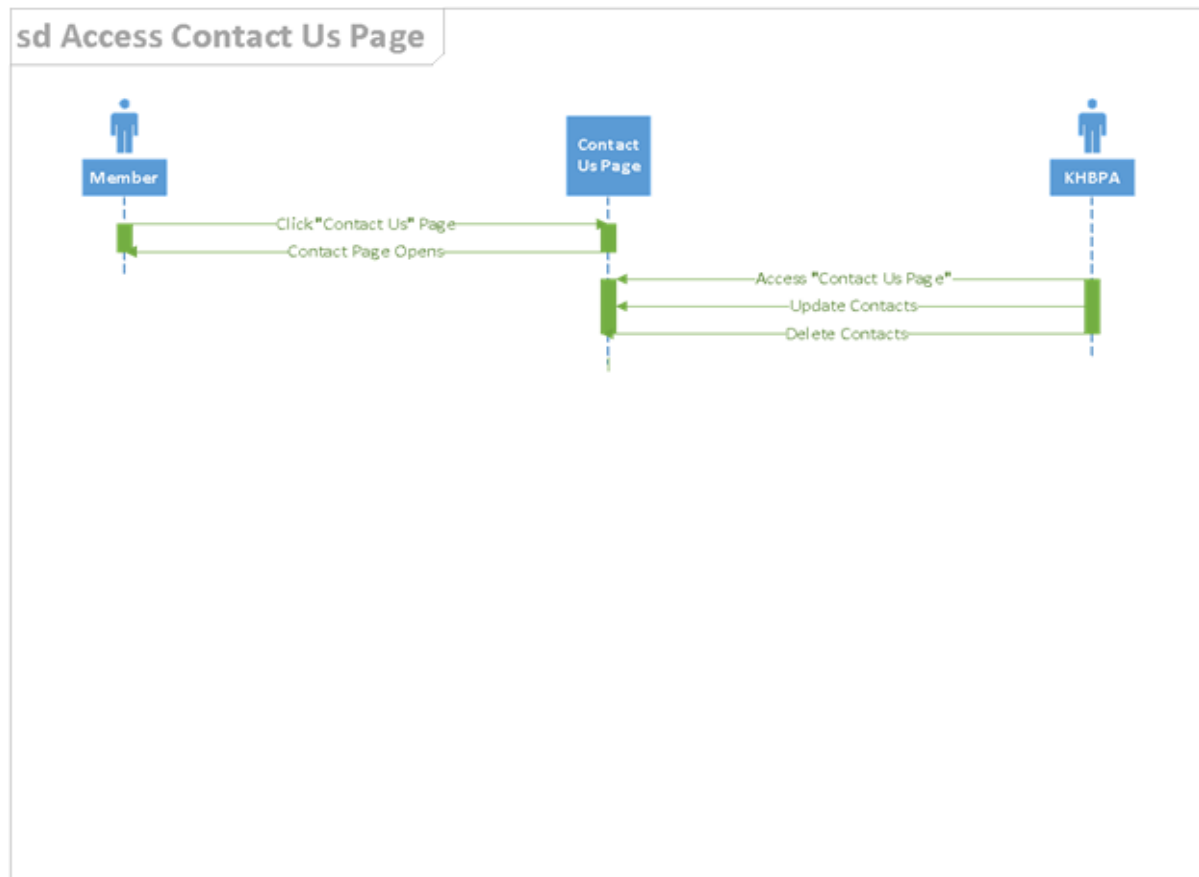 sd Access Contact Us Page
Member
Contact
Us Page
KHBPA
Click "Contact Us" Page
Contact Page Opens
Access "Contact Us Page"
Update Contacts
Delete Contacts